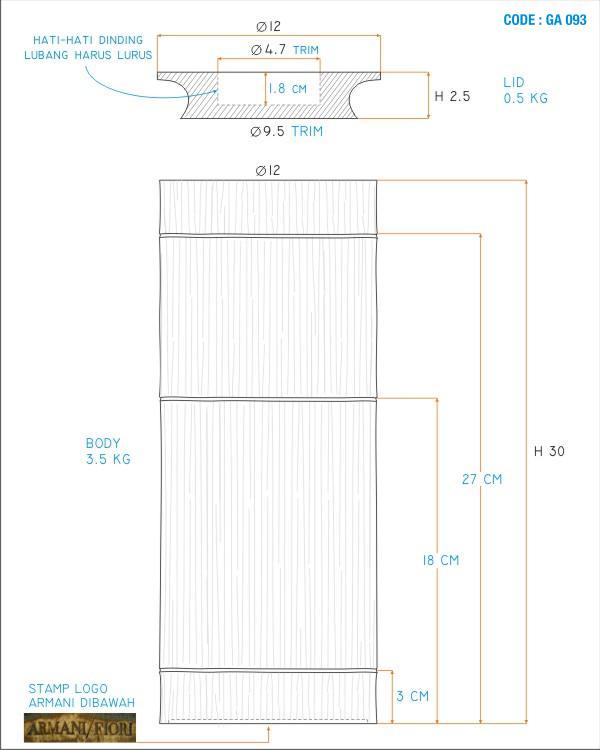 CODE : GA 093
Ø12
HATI-HATI DINDING
LUBANG HARUS LURUS
Ø4.7 TRIM
1.8 CM
H 2.5
LID
0.5 KG
Ø9.5 TRIM
Ø12
BODY
3.5 KG
H 30
27 CM
18 CM
3 CM
STAMP LOGO
ARMANI DIBAWAH
ARMANI/FIORI